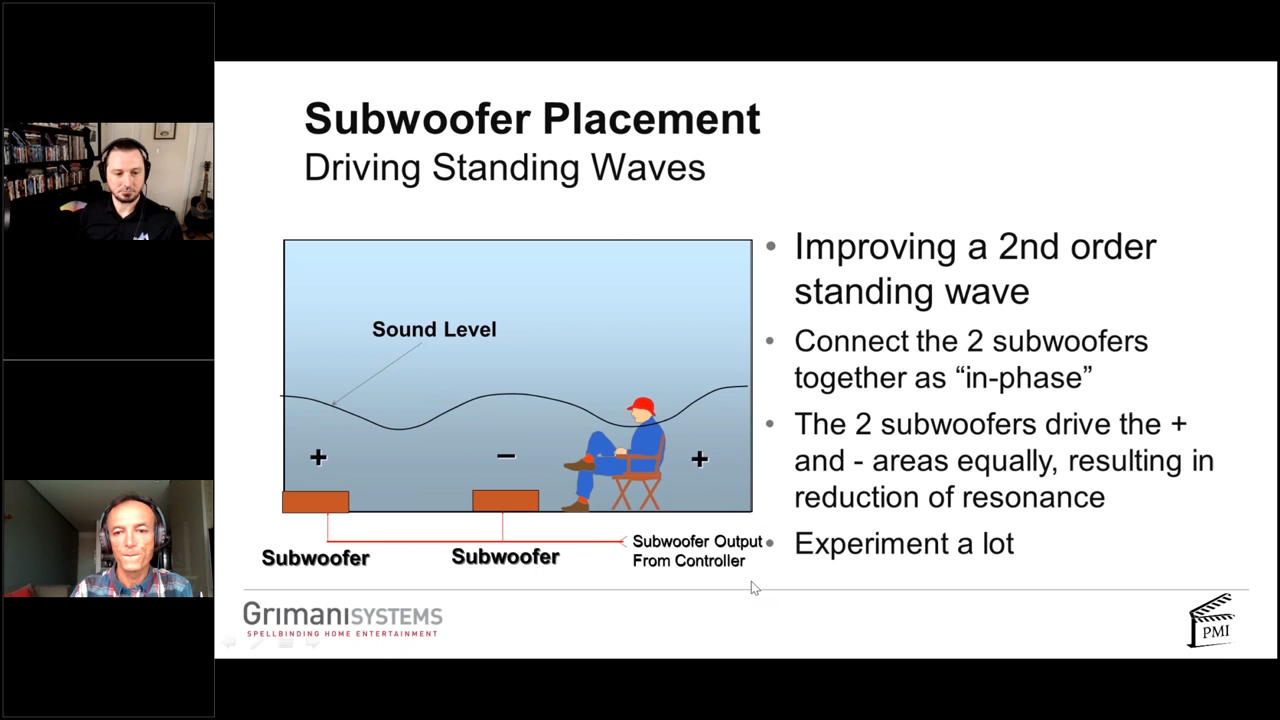 Subwoofer Placement
Driving Standing Waves
Sound Level
+
–
+
Subwoofer
Subwoofer
Subwoofer Output
From Controller
• Improving a 2nd order
standing wave
• Connect the 2 subwoofers
together as “in-phase”
• The 2 subwoofers drive the +
and - areas equally, resulting in
reduction of resonance
• Experiment a lot
GrimaniSYSTEMS
SPELLBINDING HOME ENTERTAINMENT
PMI